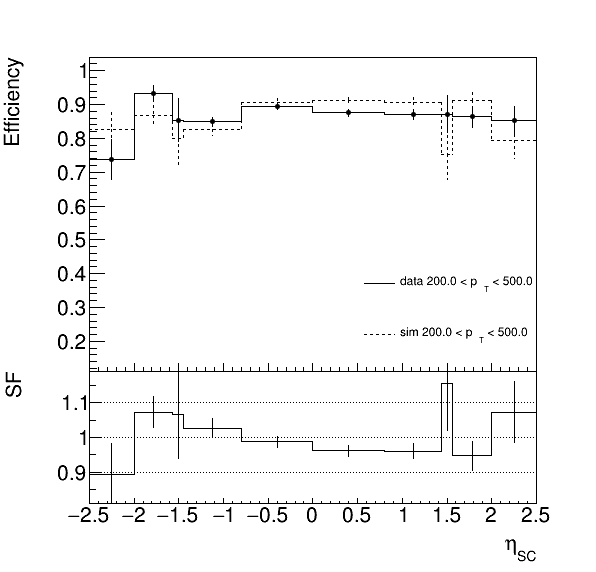 Efficiency
1
0.9
0.8
0.7
0.6
0.5
0.4
0.3
0.2
data 200.0 < p_T < 500.0
sim 200.0 < p_T < 500.0
SF
1.1
1
0.9
−2.5 −2 −1.5 −1 −0.5 0 0.5 1 1.5 2 2.5
η_SC